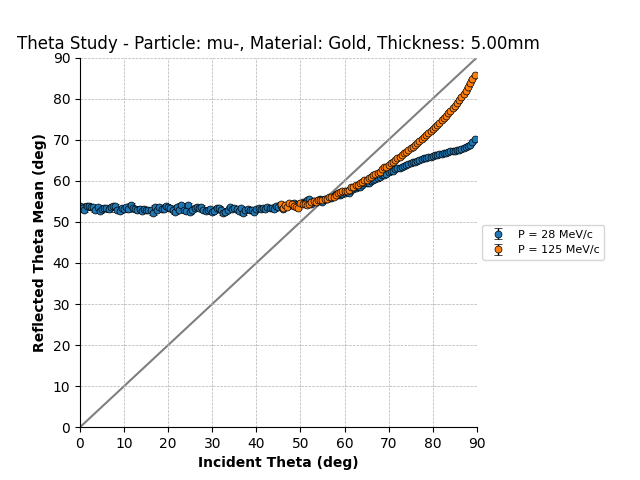 Theta Study - Particle: mu-, Material: Gold, Thickness: 5.00mm
90
80
70
60
50
40
30
20
10
0
Reflected Theta Mean (deg)
0 10 20 30 40 50 60 70 80 90
Incident Theta (deg)
P = 28 MeV/c
P = 125 MeV/c